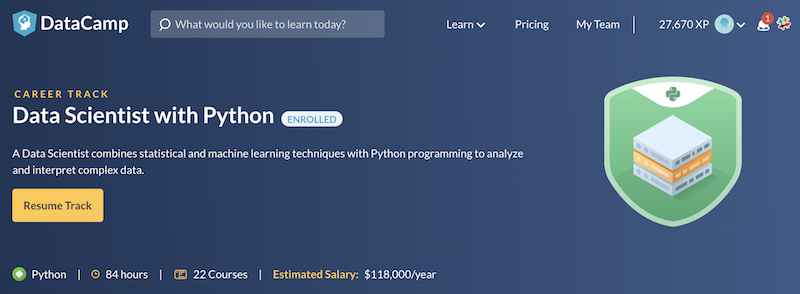 DataCamp
What would you like to learn today?
Learn
Pricing
My Team
27,670 XP
1
CAREER TRACK
Data Scientist with Python
ENROLLED
A Data Scientist combines statistical and machine learning techniques with Python programming to analyze
and interpret complex data.
Resume Track
Python
84 hours
22 Courses
Estimated Salary: $118,000/year